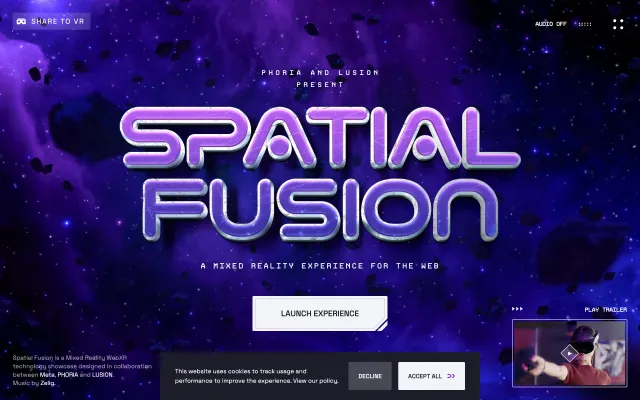 SHARE TO VR
AUDIO OFF
PHORIA AND LUSION
PRESENT
SPATIAL
FUSION
A MIXED REALITY EXPERIENCE FOR THE WEB
LAUNCH EXPERIENCE
PLAY TRAILER
Spatial Fusion is a Mixed Reality WebXR
technology showcase designed in collaboration
between Meta, PHORIA and LUSION.
Music by Zelig.
This website uses cookies to track usage and
performance to improve the experience. View our policy.
DECLINE
ACCEPT ALL